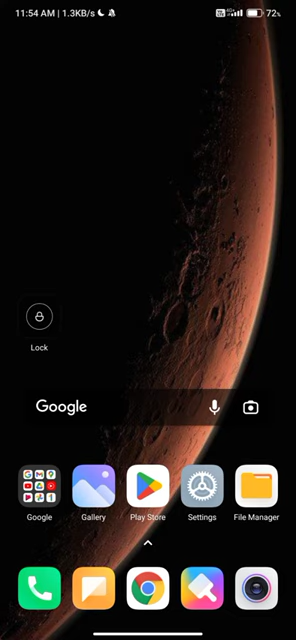 11:54 AM | 1.3KB/s
72%
Lock
Google
Google
Gallery
Play Store
Settings
File Manager